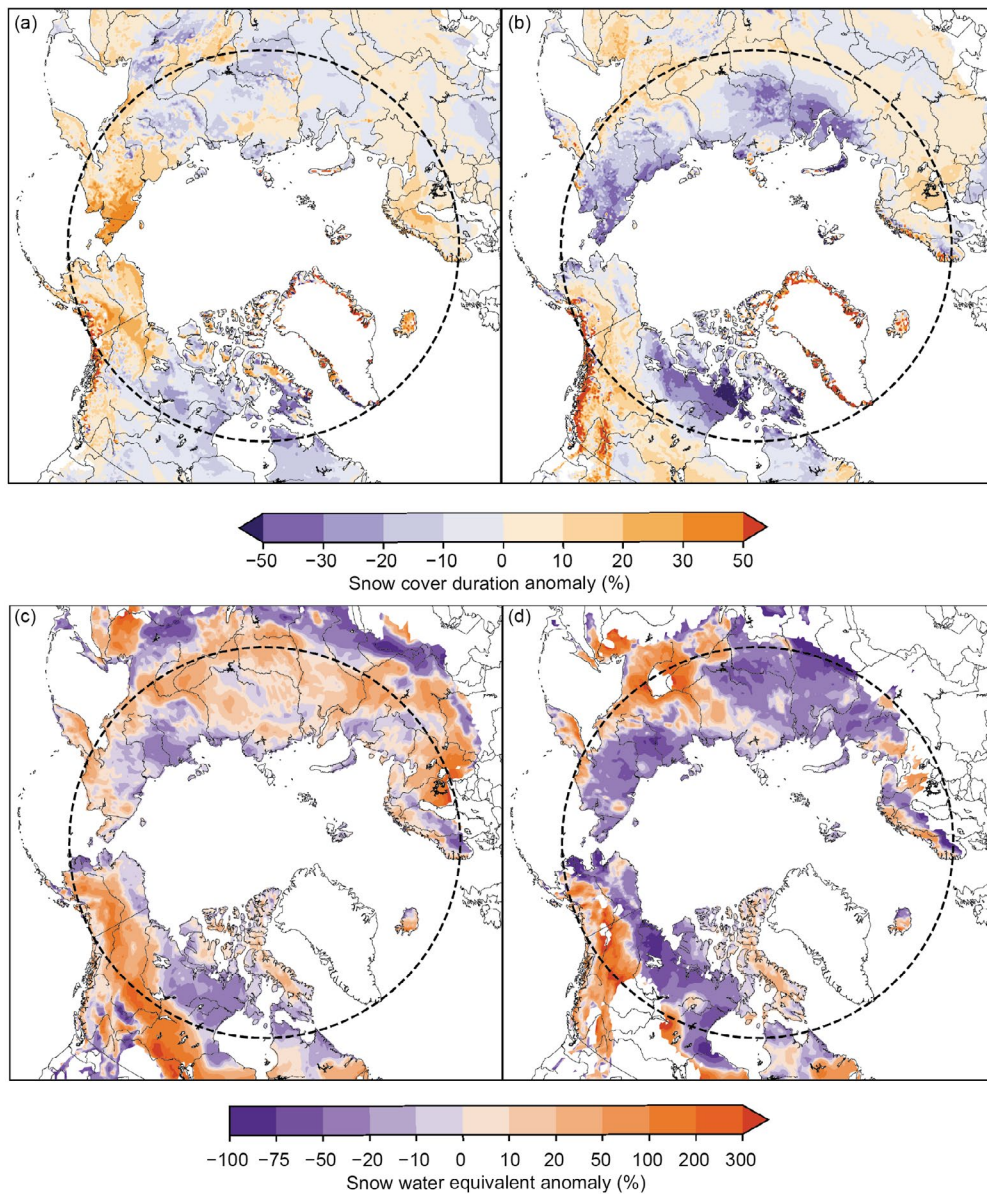 (a)
(b)
−50 −30 −20 −10 0 10 20 30 50
Snow cover duration anomaly (%)
(c)
(d)
−100 −75 −50 −20 −10 0 10 20 50 100 200 300
Snow water equivalent anomaly (%)